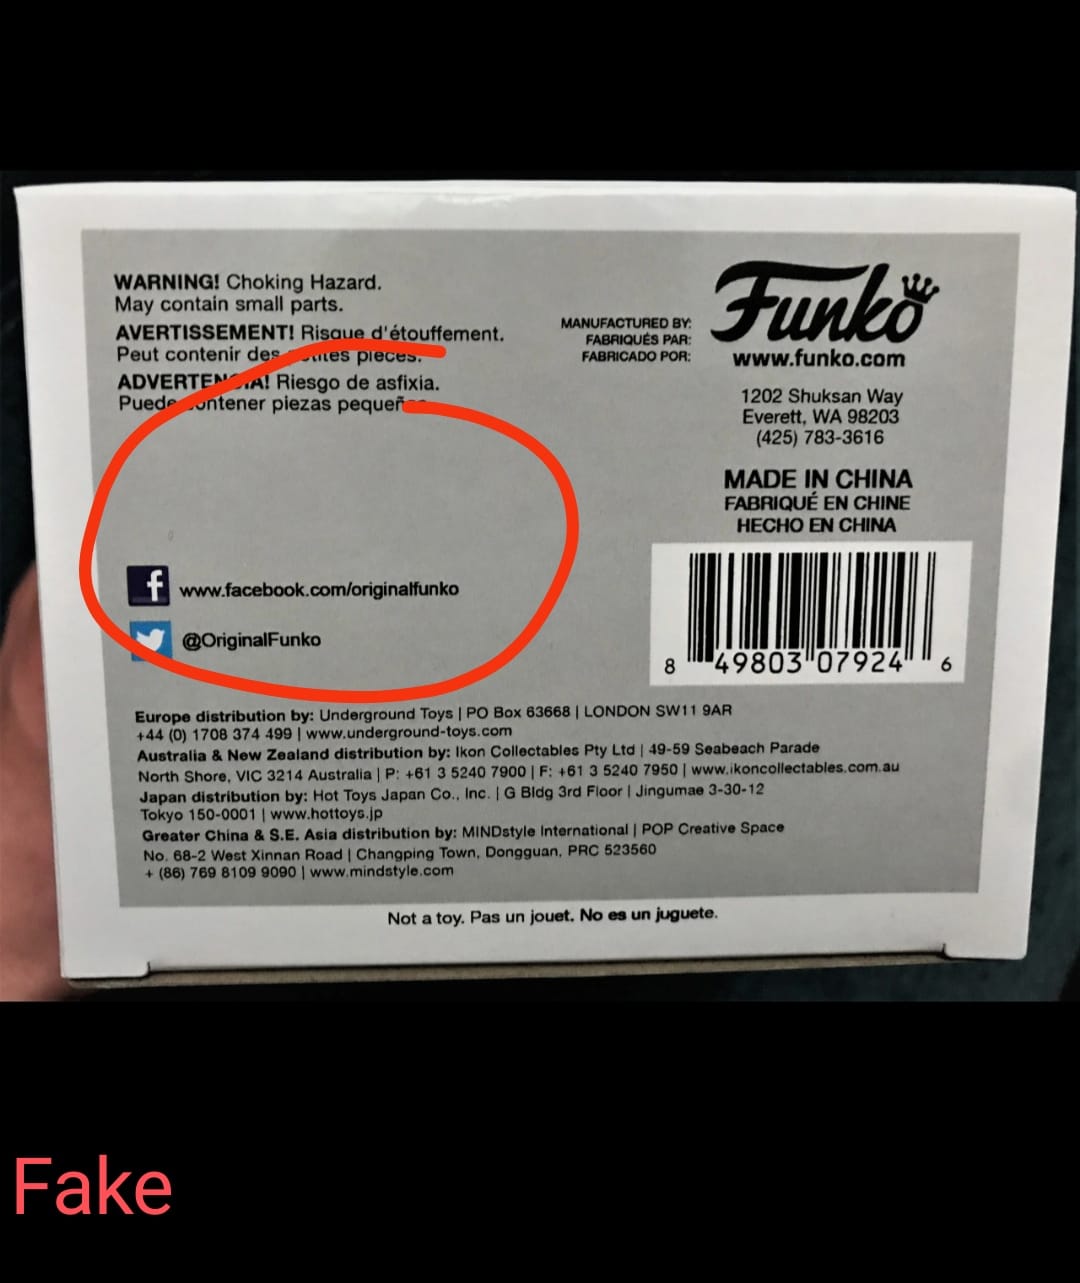 WARNING! Choking Hazard.
May contain small parts.
AVERTISSEMENT! Risque d'étouffement.
Peut contenir des petites pièces.
ADVERTENCIA! Riesgo de asfixia.
Puede contener piezas
f www.facebook.com/originalfunko
@OriginalFunko
MANUFACTURED BY:
FABRIQUÉS PAR:
FABRICADO POR:
Funko
www.funko.com
1202 Shuksan Way
Everett, WA 98203
(425) 783-3616
MADE IN CHINA
FABRIQUÉ EN CHINE
HECHO EN CHINA
8 49803 07924 6
Europe distribution by: Underground Toys | PO Box 63668 | LONDON SW11 9AR
+44 (0) 1708 374 499 | www.underground-toys.com
Australia & New Zealand distribution by: Ikon Collectables Pty Ltd | 49-59 Seabeach Parade
North Shore, VIC 3214 Australia | P: +61 3 5240 7900 | F: +61 3 5240 7950 | www.ikoncollectables.com.au
Japan distribution by: Hot Toys Japan Co., Inc. | G Bldg 3rd Floor | Jingumae 3-30-12
Tokyo 150-0001 | www.hottoys.jp
Greater China & S.E. Asia distribution by: MINDstyle International | POP Creative Space
No. 68-2 West Xinnan Road | Changping Town, Dongguan, PRC 523560
+ (86) 769 8109 9090 | www.mindstyle.com
Not a toy. Pas un jouet. No es un juguete.
Fake